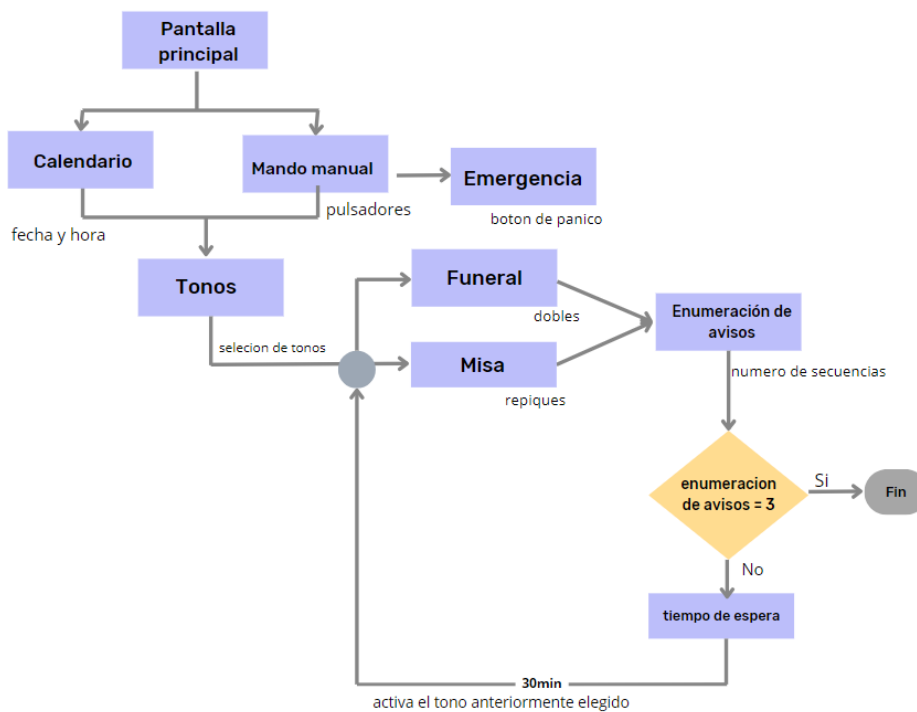 Pantalla
principal
Calendario
Mando manual
Emergencia
fecha y hora
pulsadores
boton de panico
Tonos
Funeral
dobles
Enumeración de
avisos
selecion de tonos
Misa
repiques
numero de secuencias
enumeracion
de avisos = 3
Si
Fin
No
tiempo de espera
30min
activa el tono anteriormente elegido